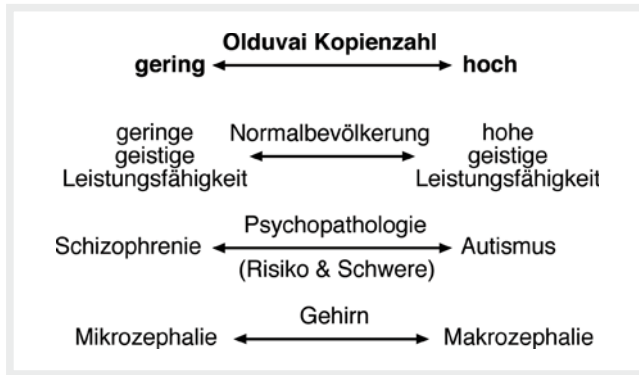 Olduvai Kopienzahl
gering hoch
geringe Normalbevölkerung hohe
geistige geistige
Leistungsfähigkeit Leistungsfähigkeit
Psychopathologie
Schizophrenie Autismus
(Risiko & Schwere)
Gehirn
Mikrozephalie Makrozephalie